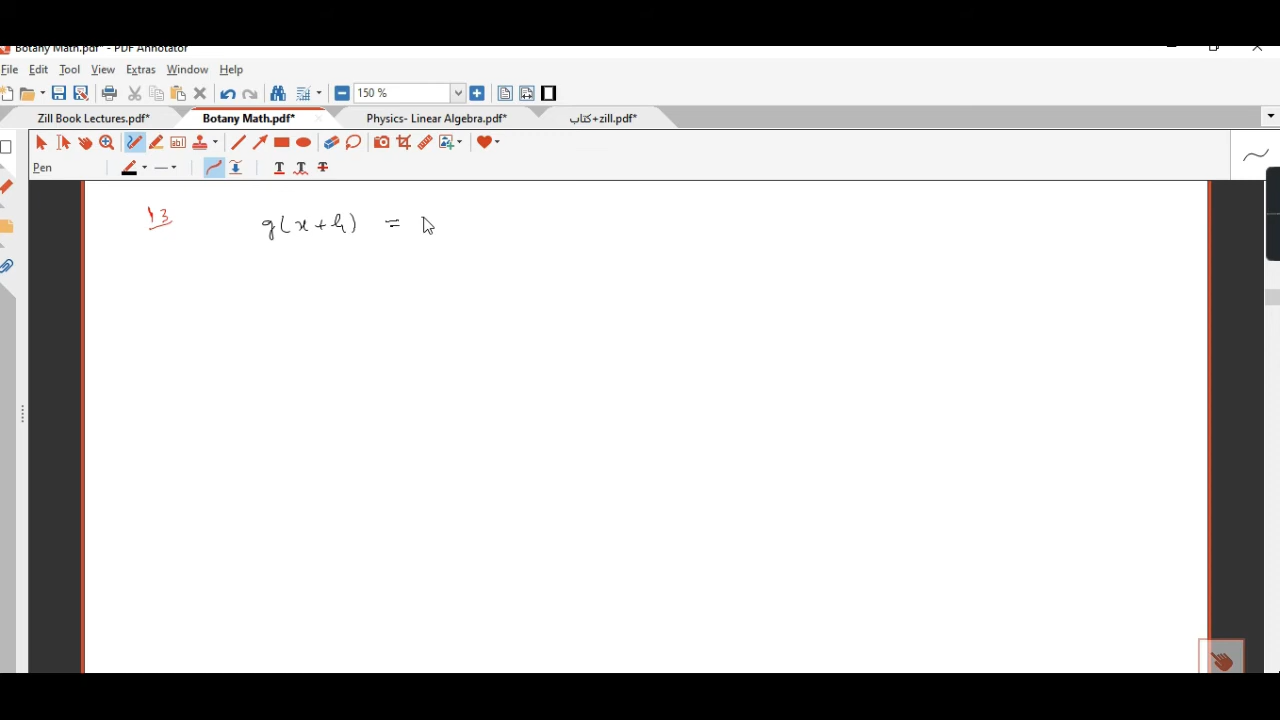 Botany Math.pdf* - PDF Annotator
File Edit Tool View Extras Window Help
150 %
Zill Book Lectures.pdf* Botany Math.pdf* Physics- Linear Algebra.pdf* كتاب+zill.pdf*
Pen
13 g(x+h) =